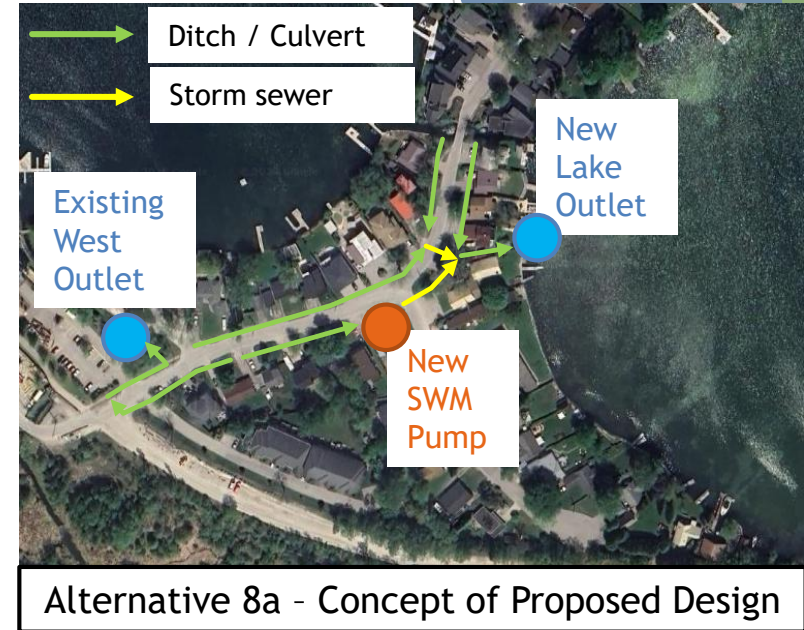 Ditch / Culvert
Storm sewer
New
Lake
Outlet
Existing
West
Outlet
New
SWM
Pump
Alternative 8a – Concept of Proposed Design